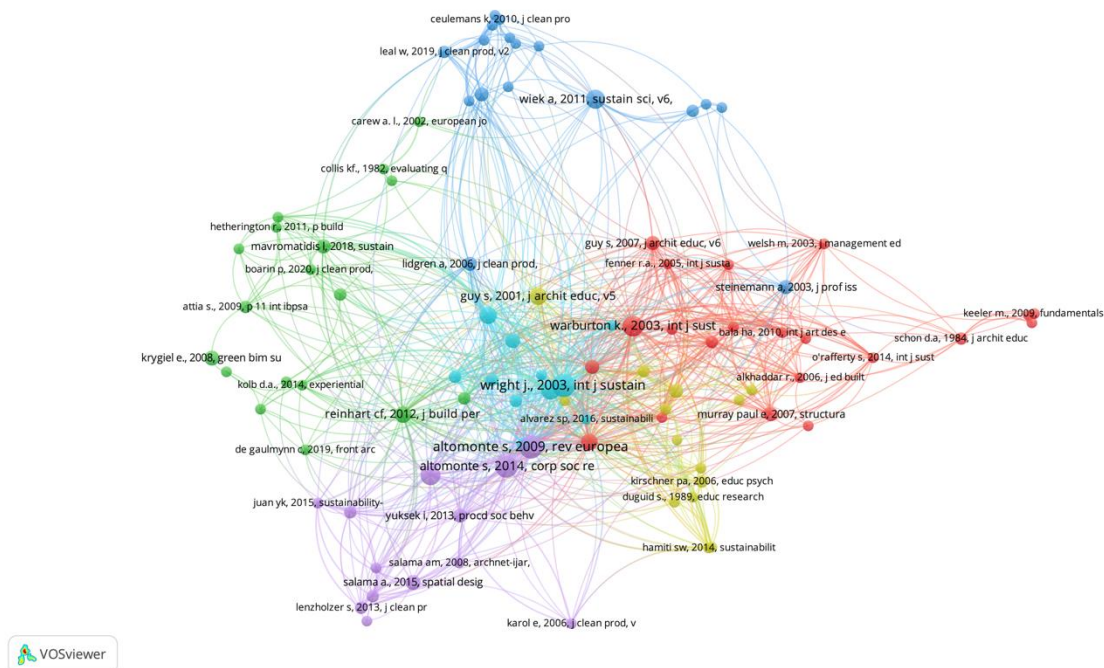 ceulemans k, 2010, j clean pro
leal w, 2019, j clean prod, v2
wiek a, 2011, sustain sci, v6,
carew a. l., 2002, european jo
collis kf., 1982, evaluating q
hetherington r., 2011, p build
mavromatidis l, 2018, sustain
guy s, 2007, j archit educ, v6
welsh m, 2003, j management ed
lidgren a, 2006, j clean prod,
fenner r.a., 2005, int j susta
boarin p, 2020, j clean prod,
steinemann a, 2003, j prof iss
guy s, 2001, j archit educ, v5
attia s., 2009, p 11 int ibpsa
keeler m., 2009, fundamentals
warburton k., 2003, int j sust
bala ha, 2010, int j art des e
schon d.a, 1984, j archit educ
krygiel e., 2008, green bim su
o'rafferty s, 2014, int j sust
alkhaddar r., 2006, j ed built
kolb d.a., 2014, experiential
wright j., 2003, int j sustain
reinhart cf, 2012, j build per
alvarez sp, 2016, sustainabili
murray paul e, 2007, structura
de gaulmynn c, 2019, front arc
altomonte s, 2009, rev europea
altomonte s, 2014, corp soc re
kirschner pa, 2006, educ psych
duguid s., 1989, educ research
juan yk, 2015, sustainability-
yuksek i, 2013, procd soc behv
hamiti sw, 2014, sustainabilit
salama am, 2008, archnet-ijar,
salama a., 2015, spatial desig
lenzholzer s, 2013, j clean pr
karol e, 2006, j clean prod, v
VOSviewer